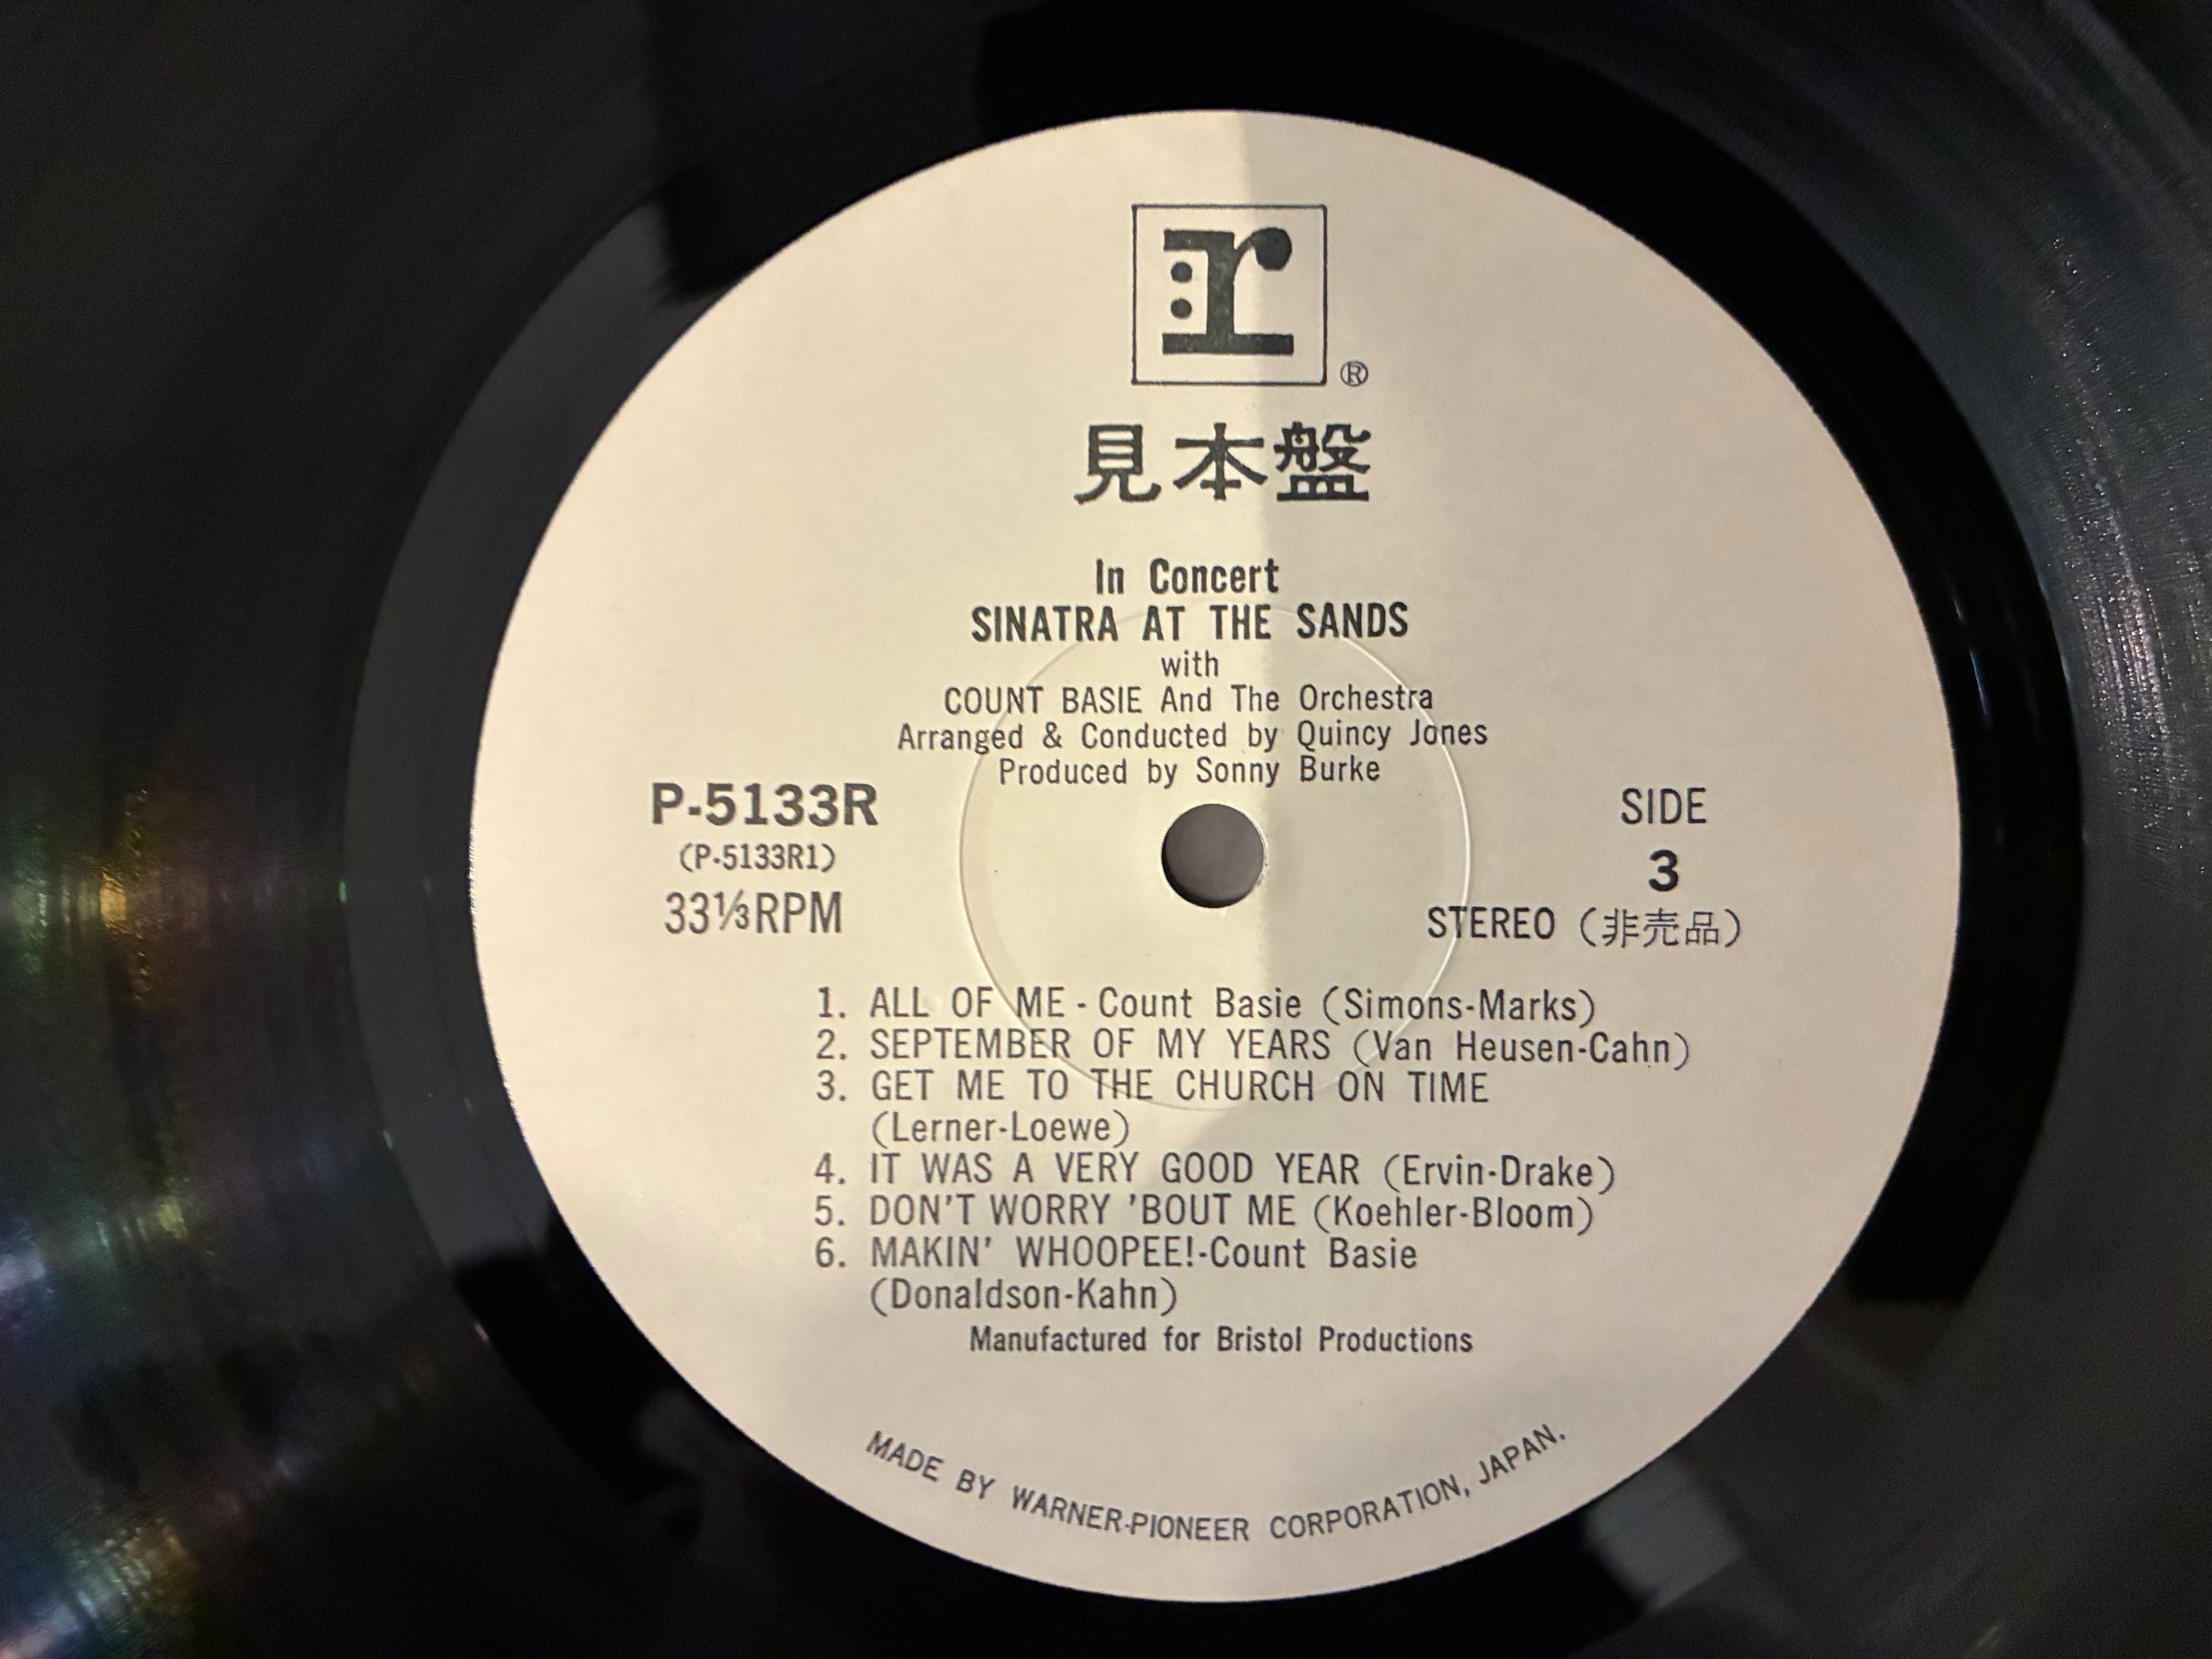 r
®
見本盤
In Concert
SINATRA AT THE SANDS
with
COUNT BASIE And The Orchestra
Arranged & Conducted by Quincy Jones
Produced by Sonny Burke
P-5133R
(P-5133R1)
33⅓RPM
SIDE
3
STEREO (非売品)
1. ALL OF ME - Count Basie (Simons-Marks)
2. SEPTEMBER OF MY YEARS (Van Heusen-Cahn)
3. GET ME TO THE CHURCH ON TIME
(Lerner-Loewe)
4. IT WAS A VERY GOOD YEAR (Ervin-Drake)
5. DON'T WORRY 'BOUT ME (Koehler-Bloom)
6. MAKIN' WHOOPEE!-Count Basie
(Donaldson-Kahn)
Manufactured for Bristol Productions
MADE BY WARNER-PIONEER CORPORATION, JAPAN.